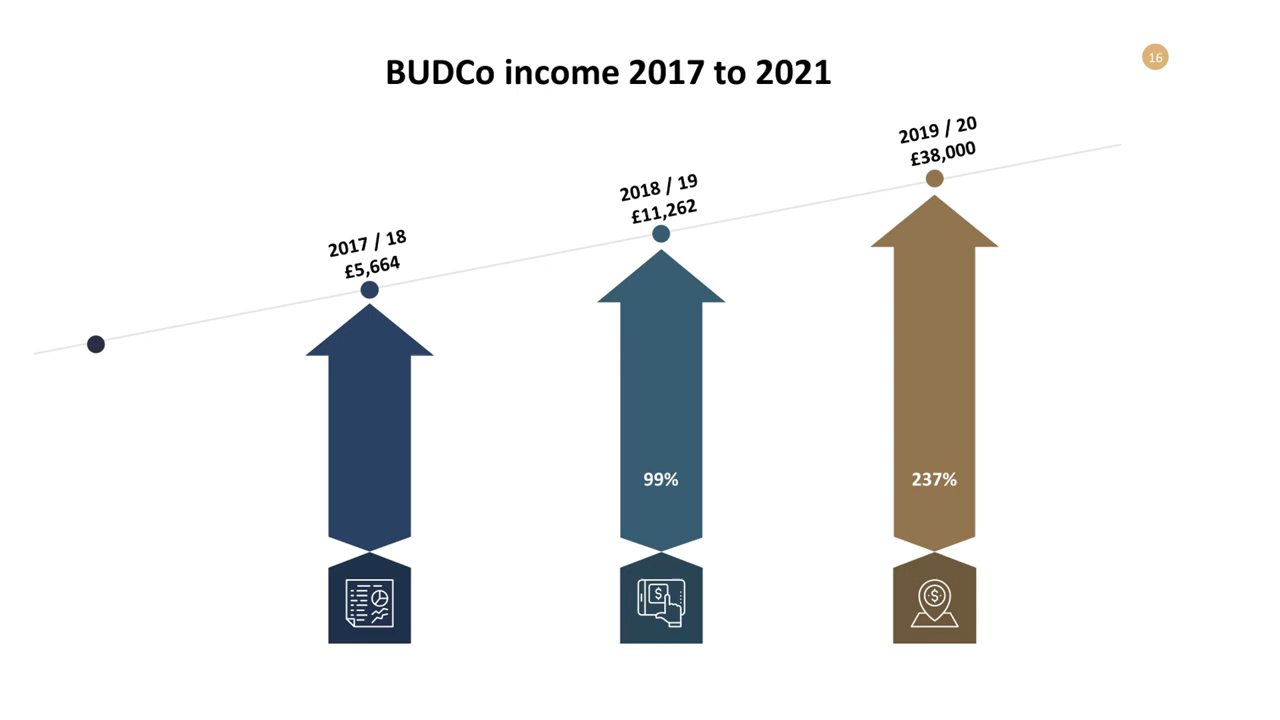 BUDCo income 2017 to 2021
16
2017 / 18
£5,664
2018 / 19
£11,262
2019 / 20
£38,000
99%
237%
$
$